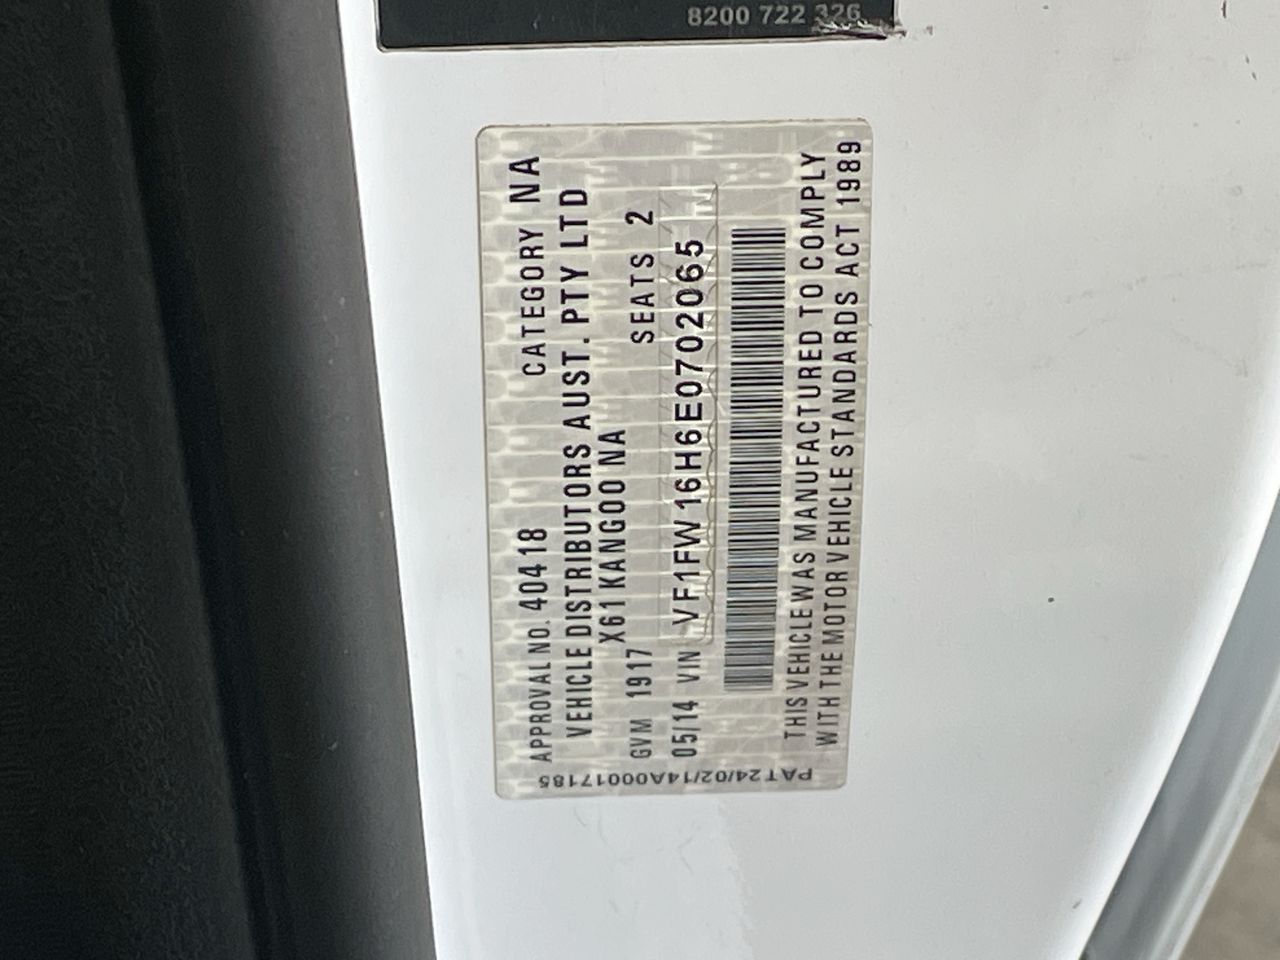 8200 722 326
APPROVAL NO. 40418 CATEGORY NA
VEHICLE DISTRIBUTORS AUST. PTY LTD
X61 KANGOO NA
GVM 1917 SEATS 2
05/14 VIN VF1FW16H6E0702065
THIS VEHICLE WAS MANUFACTURED TO COMPLY
WITH THE MOTOR VEHICLE STANDARDS ACT 1989
PAT24/02/14A00017185